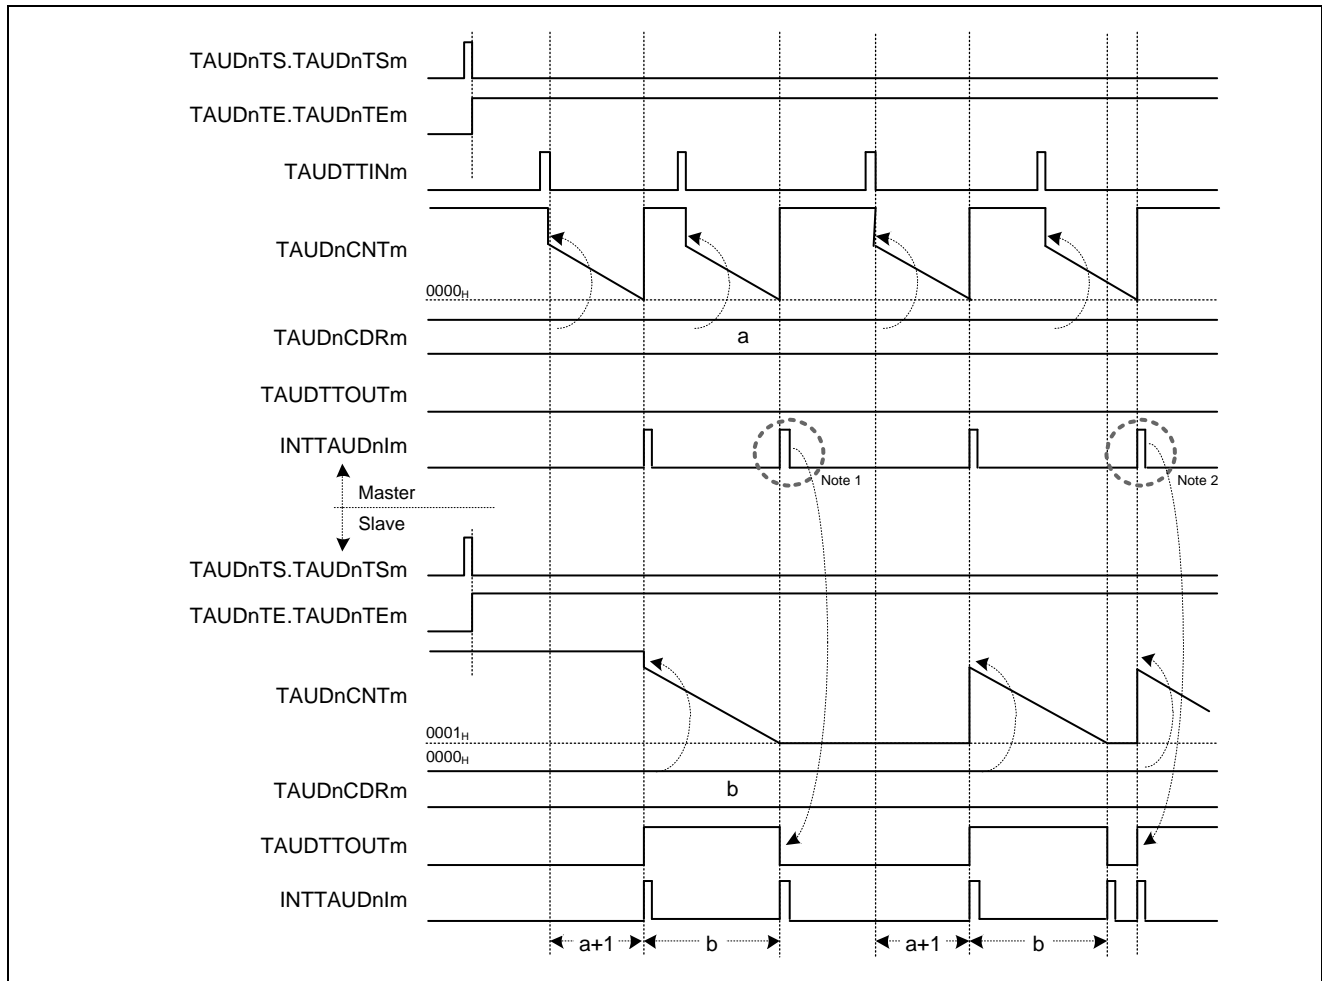 TAUDnTS.TAUDnTSm
TAUDnTE.TAUDnTEm
TAUDTTINm
TAUDnCNTm
0000H
TAUDnCDRm
a
TAUDTTOUTm
INTTAUDnIm
Note 1
Note 2
Master
Slave
TAUDnTS.TAUDnTSm
TAUDnTE.TAUDnTEm
TAUDnCNTm
0001H
0000H
TAUDnCDRm
b
TAUDTTOUTm
INTTAUDnIm
a+1
b
a+1
b